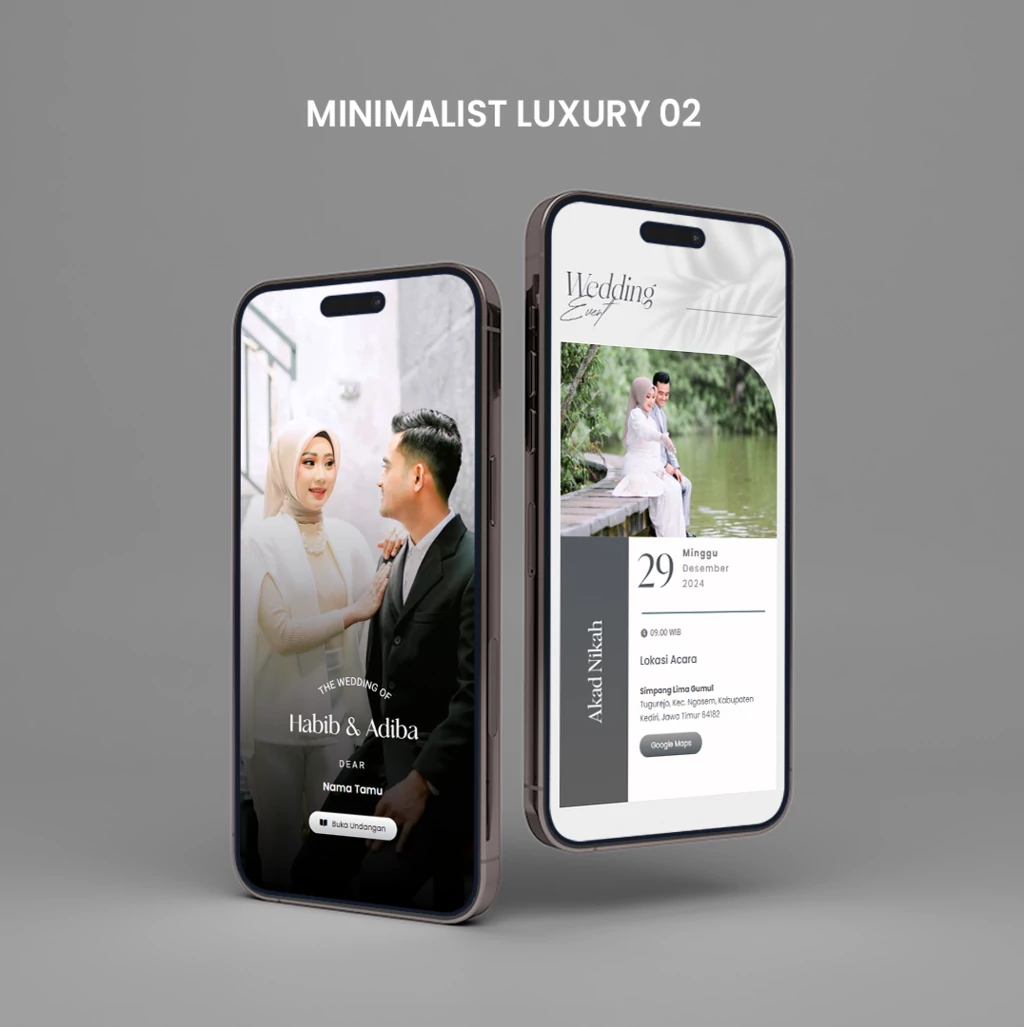 MINIMALIST LUXURY 02
THE WEDDING OF
Habib & Adiba
DEAR
Nama Tamu
Buka Undangan
Wedding
Event
29
Minggu
Desember
2024
Akad Nikah
09.00 WIB
Lokasi Acara
Simpang Lima Gumul
Tugurejo, Kec. Ngasem, Kabupaten
Kediri, Jawa Timur 64182
Google Maps